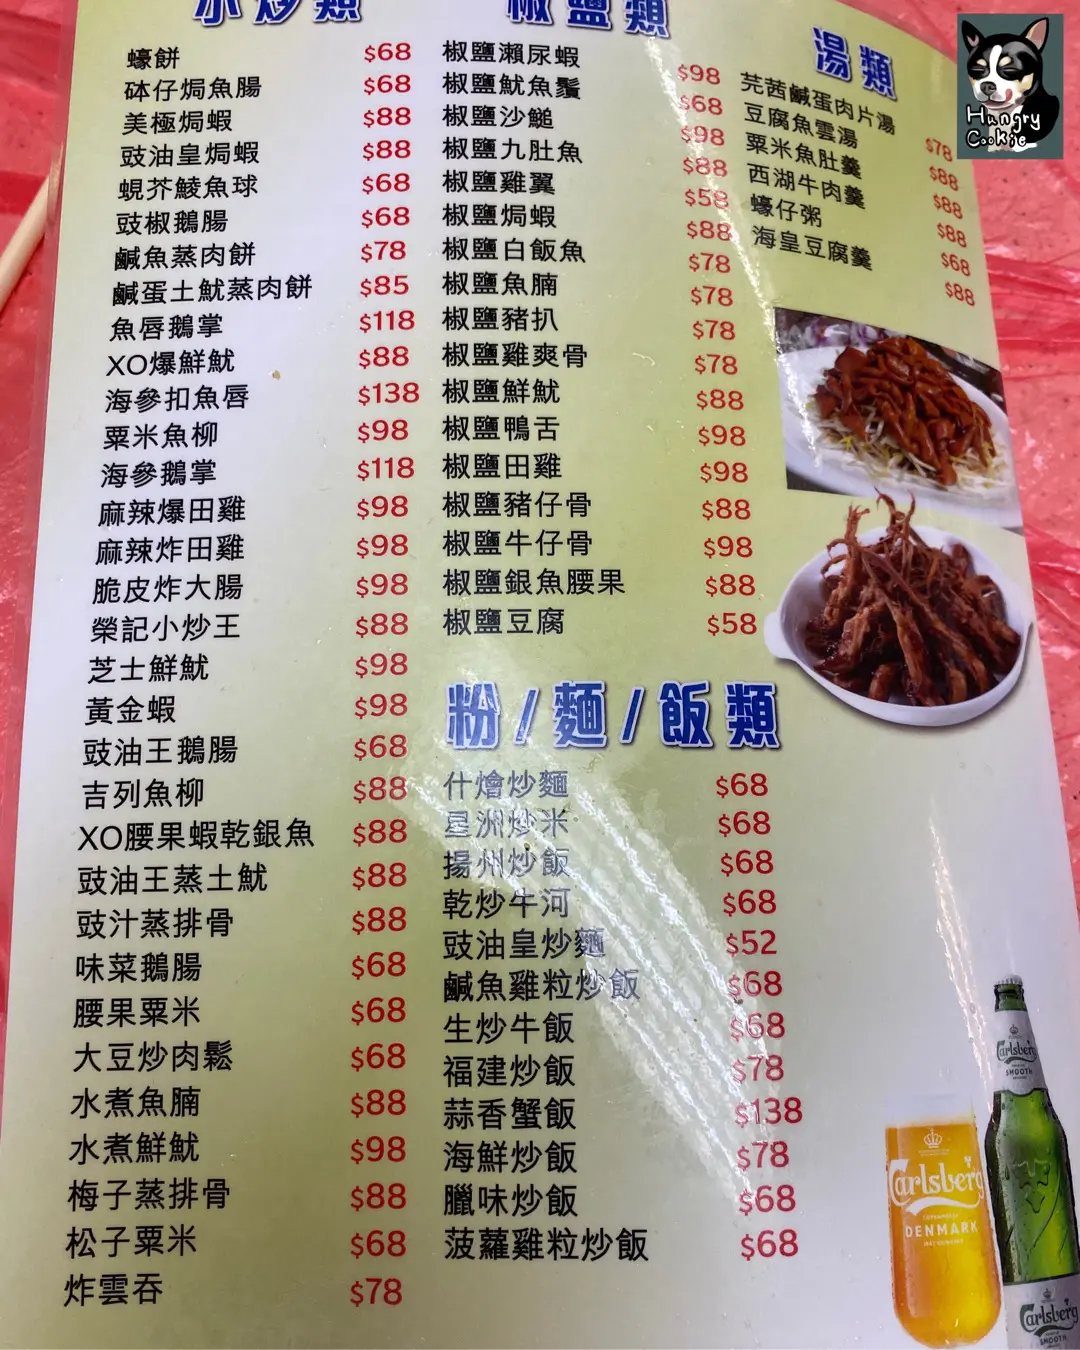 小炒類
蠔餅 $68
砵仔焗魚腸 $68
美極焗蝦 $88
豉油皇焗蝦 $88
蜆芥鯪魚球 $68
豉椒鵝腸 $68
鹹魚蒸肉餅 $78
鹹蛋土魷蒸肉餅 $85
魚唇鵝掌 $118
XO爆鮮魷 $88
海參扣魚唇 $138
粟米魚柳 $98
海參鵝掌 $118
麻辣爆田雞 $98
麻辣炸田雞 $98
脆皮炸大腸 $98
榮記小炒王 $88
芝士鮮魷 $98
黃金蝦 $98
豉油王鵝腸 $68
吉列魚柳 $88
XO腰果蝦乾銀魚 $88
豉油王蒸土魷 $88
豉汁蒸排骨 $88
味菜鵝腸 $68
腰果粟米 $68
大豆炒肉鬆 $68
水煮魚腩 $88
水煮鮮魷 $98
梅子蒸排骨 $88
松子粟米 $68
炸雲吞 $78
椒鹽類
椒鹽瀨尿蝦 $98
椒鹽魷魚鬚 $68
椒鹽沙鎚 $98
椒鹽九肚魚 $88
椒鹽雞翼 $58
椒鹽焗蝦 $88
椒鹽白飯魚 $78
椒鹽魚腩 $78
椒鹽豬扒 $78
椒鹽雞爽骨 $78
椒鹽鮮魷 $88
椒鹽鴨舌 $98
椒鹽田雞 $98
椒鹽豬仔骨 $88
椒鹽牛仔骨 $98
椒鹽銀魚腰果 $88
椒鹽豆腐 $58
粉/麵/飯類
什燴炒麵 $68
星洲炒米 $68
揚州炒飯 $68
乾炒牛河 $68
豉油皇炒麵 $52
鹹魚雞粒炒飯 $68
生炒牛飯 $68
福建炒飯 $78
蒜香蟹飯 $138
海鮮炒飯 $78
臘味炒飯 $68
菠蘿雞粒炒飯 $68
湯類
芫茜鹹蛋肉片湯 $78
豆腐魚雲湯 $88
粟米魚肚羹 $88
西湖牛肉羹 $88
蠔仔粥 $68
海皇豆腐羹 $88
Hungry
Cookie
Carlsberg
SMOOTH
Carlsberg
COPENHAGEN
DENMARK
Carlsberg
SMOOTH